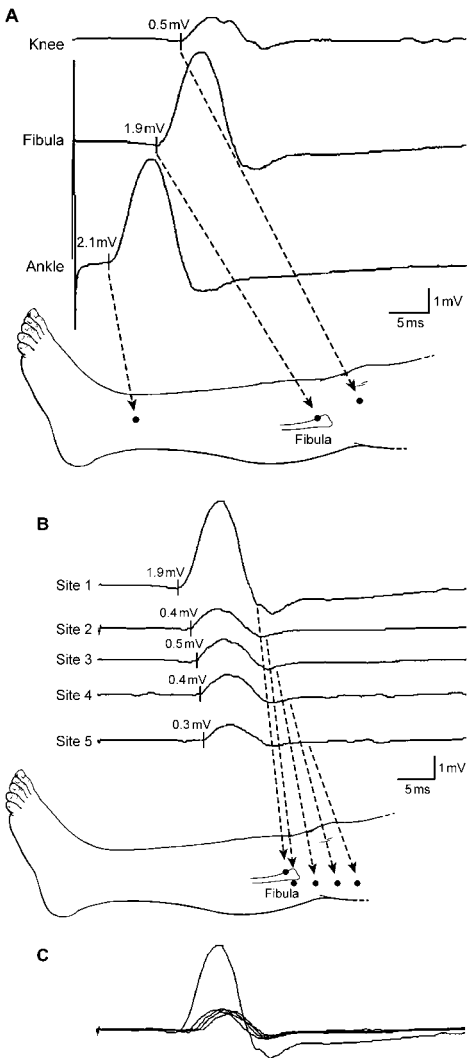 A
0.5mV
Knee
1.9mV
Fibula
2.1mV
Ankle
1mV
5ms
Fibula
B
1.9mV
Site 1
0.4mV
Site 2
0.5mV
Site 3
0.4mV
Site 4
0.3mV
Site 5
1mV
5ms
Fibula
C